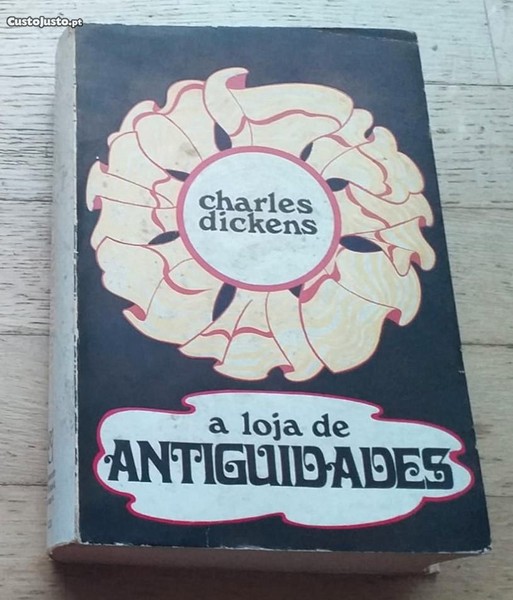 CustoJusto.pt
charles
dickens
a loja de
ANTIGUIDADES